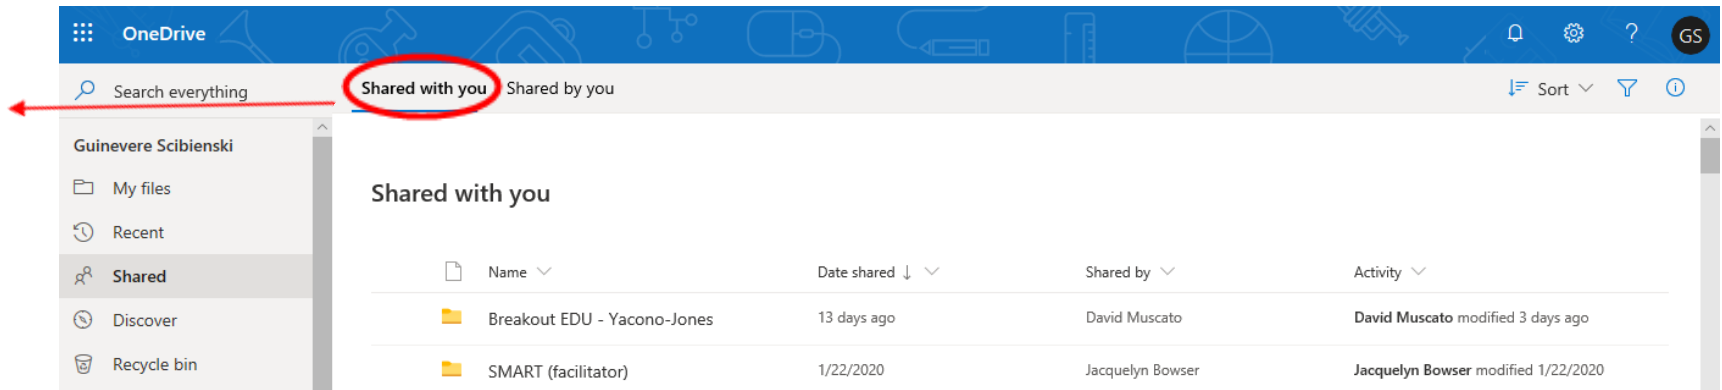 OneDrive
?
GS
Search everything
Shared with you
Shared by you
Sort
Guinevere Scibienski
My files
Recent
Shared
Discover
Recycle bin
Shared with you
Name
Date shared ↓
Shared by
Activity
Breakout EDU - Yacono-Jones
13 days ago
David Muscato
David Muscato modified 3 days ago
SMART (facilitator)
1/22/2020
Jacquelyn Bowser
Jacquelyn Bowser modified 1/22/2020